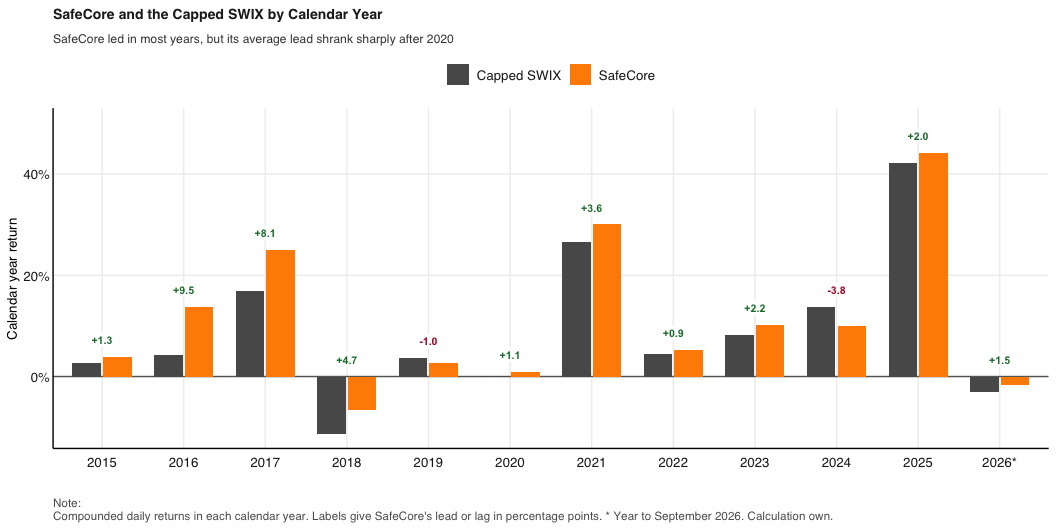 SafeCore and the Capped SWIX by Calendar Year
SafeCore led in most years, but its average lead shrank sharply after 2020
Capped SWIX SafeCore
Calendar year return
40%
20%
0%
+1.3
+9.5
+8.1
+4.7
-1.0
+1.1
+3.6
+0.9
+2.2
-3.8
+2.0
+1.5
2015 2016 2017 2018 2019 2020 2021 2022 2023 2024 2025 2026*
Note:
Compounded daily returns in each calendar year. Labels give SafeCore's lead or lag in percentage points. * Year to September 2026. Calculation own.